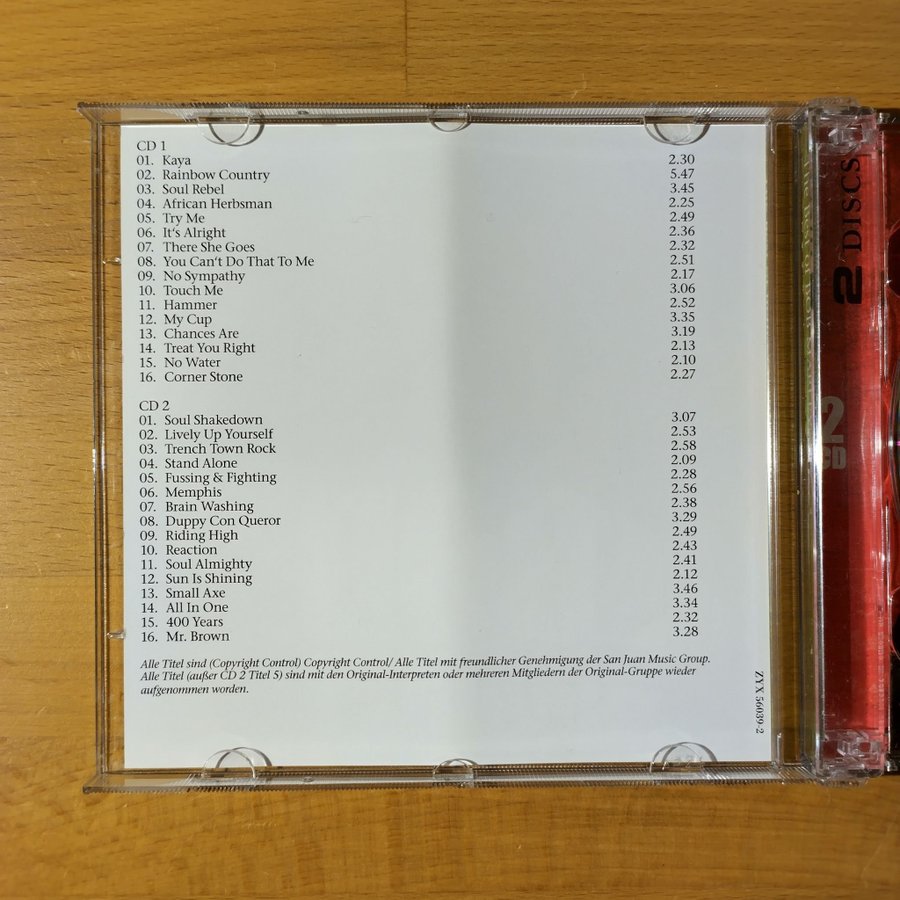 CD 1
01. Kaya 2.30
02. Rainbow Country 5.47
03. Soul Rebel 3.45
04. African Herbsman 2.25
05. Try Me 2.49
06. It's Alright 2.36
07. There She Goes 2.32
08. You Can't Do That To Me 2.51
09. No Sympathy 2.17
10. Touch Me 3.06
11. Hammer 2.52
12. My Cup 3.35
13. Chances Are 3.19
14. Treat You Right 2.13
15. No Water 2.10
16. Corner Stone 2.27
CD 2
01. Soul Shakedown 3.07
02. Lively Up Yourself 2.53
03. Trench Town Rock 2.58
04. Stand Alone 2.09
05. Fussing & Fighting 2.28
06. Memphis 2.56
07. Brain Washing 2.38
08. Duppy Con Queror 3.29
09. Riding High 2.49
10. Reaction 2.43
11. Soul Almighty 2.41
12. Sun Is Shining 2.12
13. Small Axe 3.46
14. All In One 3.34
15. 400 Years 2.32
16. Mr. Brown 3.28
Alle Titel sind (Copyright Control) Copyright Control/ Alle Titel mit freundlicher Genehmigung der San Juan Music Group.
Alle Titel (außer CD 2 Titel 5) sind mit den Original-Interpreten oder mehreren Mitgliedern der Original-Gruppe wieder
aufgenommen worden.
ZYX 56039-2
2 DISCS
2
CD